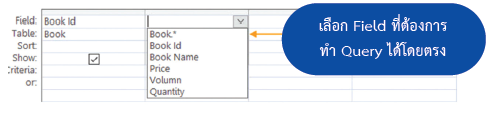 Field: Book Id
Table: Book
Sort:
Show:
Criteria:
or:
Book.*
Book Id
Book Name
Price
Volumn
Quantity
เลือก Field ที่ต้องการ
ทำ Query ได้โดยตรง